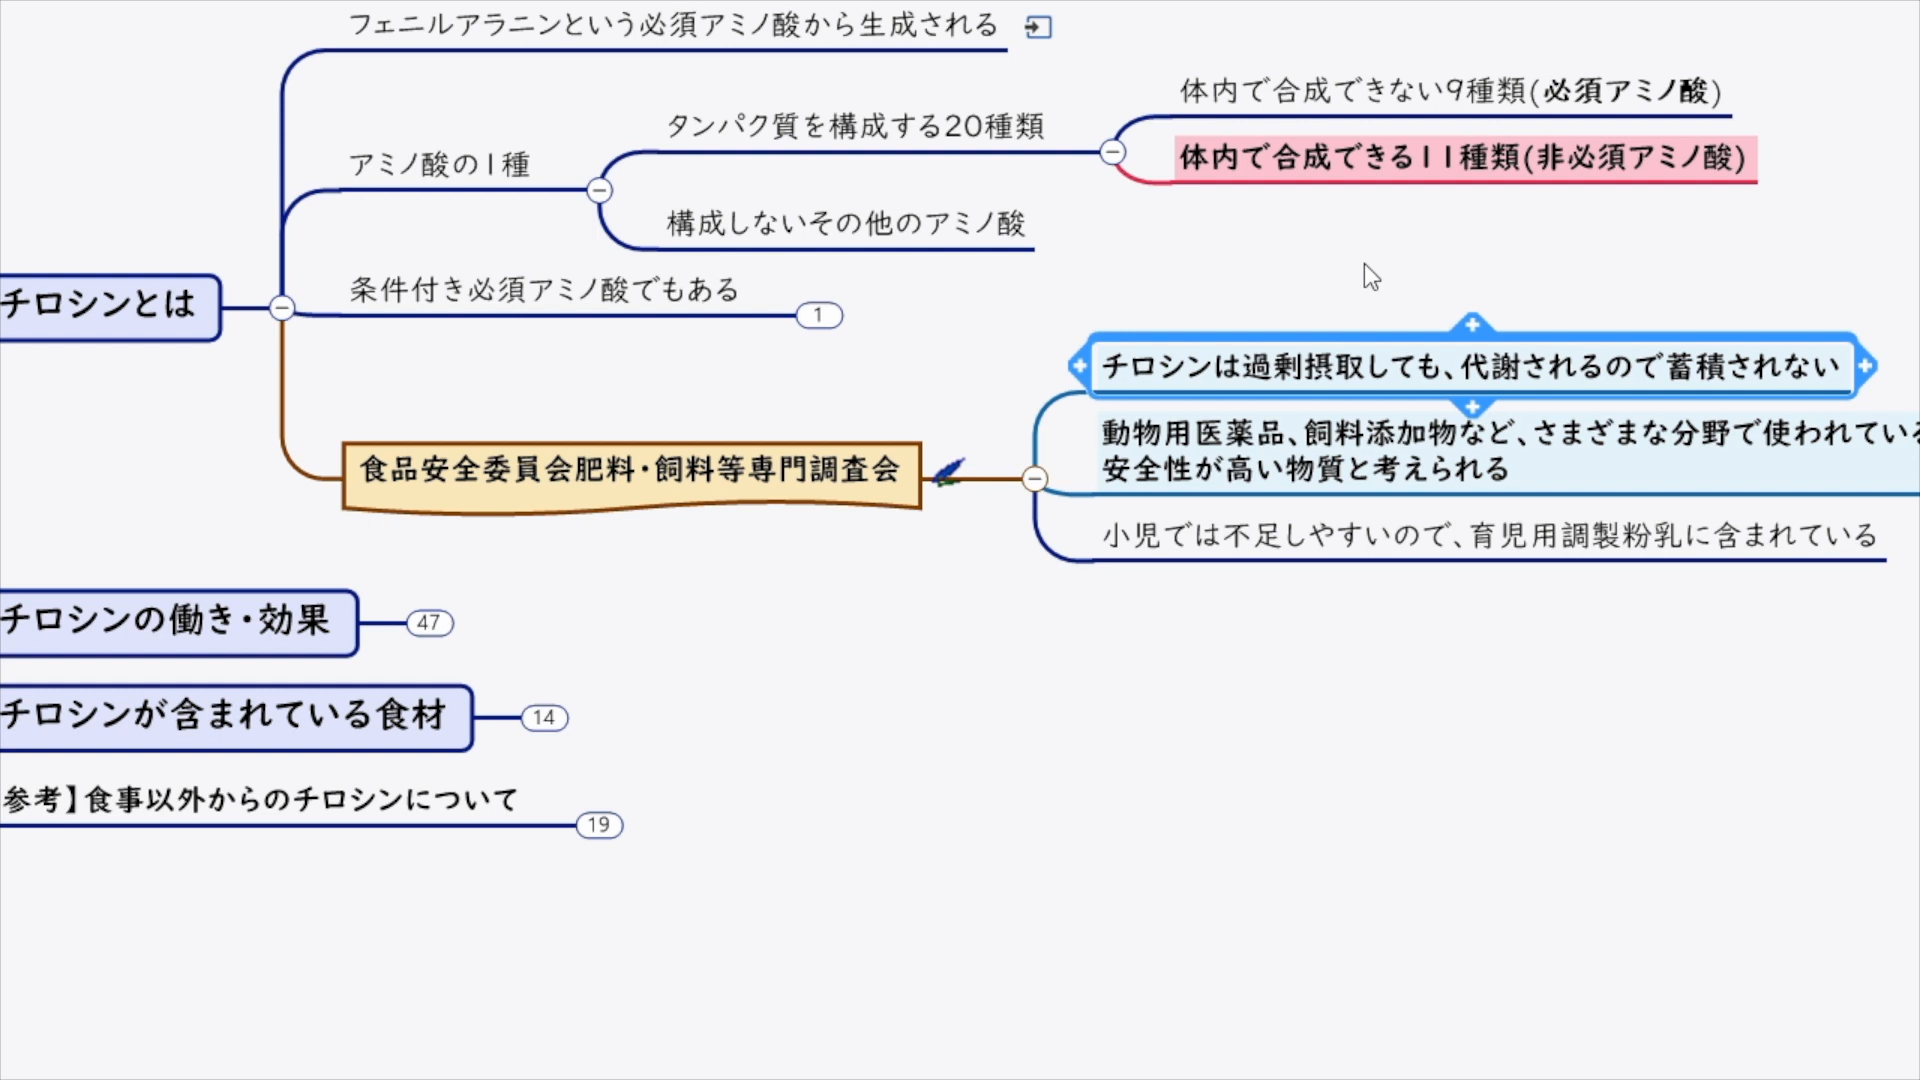 フェニルアラニンという必須アミノ酸から生成される
体内で合成できない9種類(必須アミノ酸)
タンパク質を構成する20種類
体内で合成できる11種類(非必須アミノ酸)
アミノ酸の1種
構成しないその他のアミノ酸
条件付き必須アミノ酸でもある
1
チロシンとは
チロシンは過剰摂取しても、代謝されるので蓄積されない
動物用医薬品、飼料添加物など、さまざまな分野で使われている
安全性が高い物質と考えられる
食品安全委員会肥料・飼料等専門調査会
小児では不足しやすいので、育児用調製粉乳に含まれている
チロシンの働き・効果
47
チロシンが含まれている食材
14
参考】食事以外からのチロシンについて
19